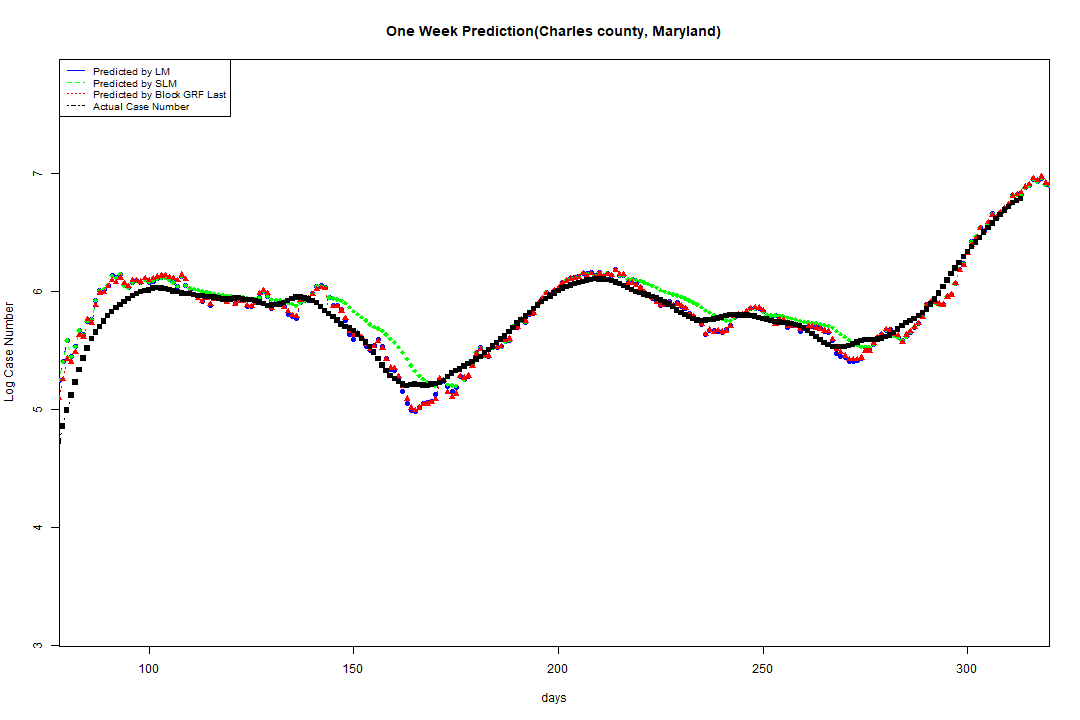 One Week Prediction(Charles county, Maryland)
Predicted by LM
Predicted by SLM
Predicted by Block GRF Last
Actual Case Number
7
6
5
4
3
Log Case Number
100 150 200 250 300
days